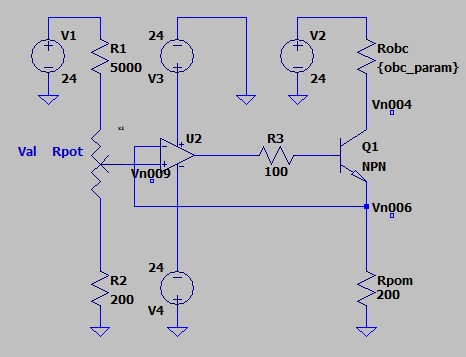 V1
24
R1
5000
24
V3
V2
24
Robc
{obc_param}
Vn004
Val Rpot
x1
U2
Vn009
R3
100
Q1
NPN
Vn006
R2
200
24
V4
Rpom
200